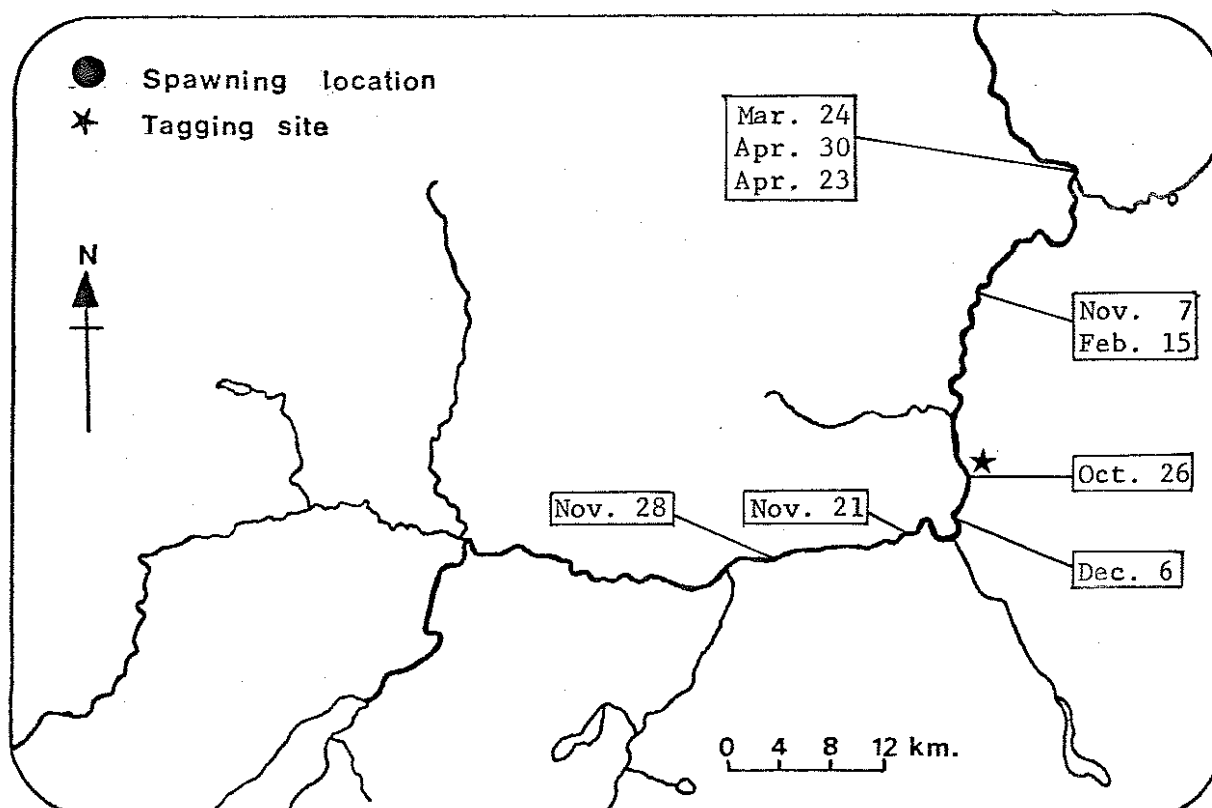 Spawning location
Tagging site
Mar. 24
Apr. 30
Apr. 23
N
Nov. 7
Feb. 15
Oct. 26
Nov. 28
Nov. 21
Dec. 6
0 4 8 12 km.